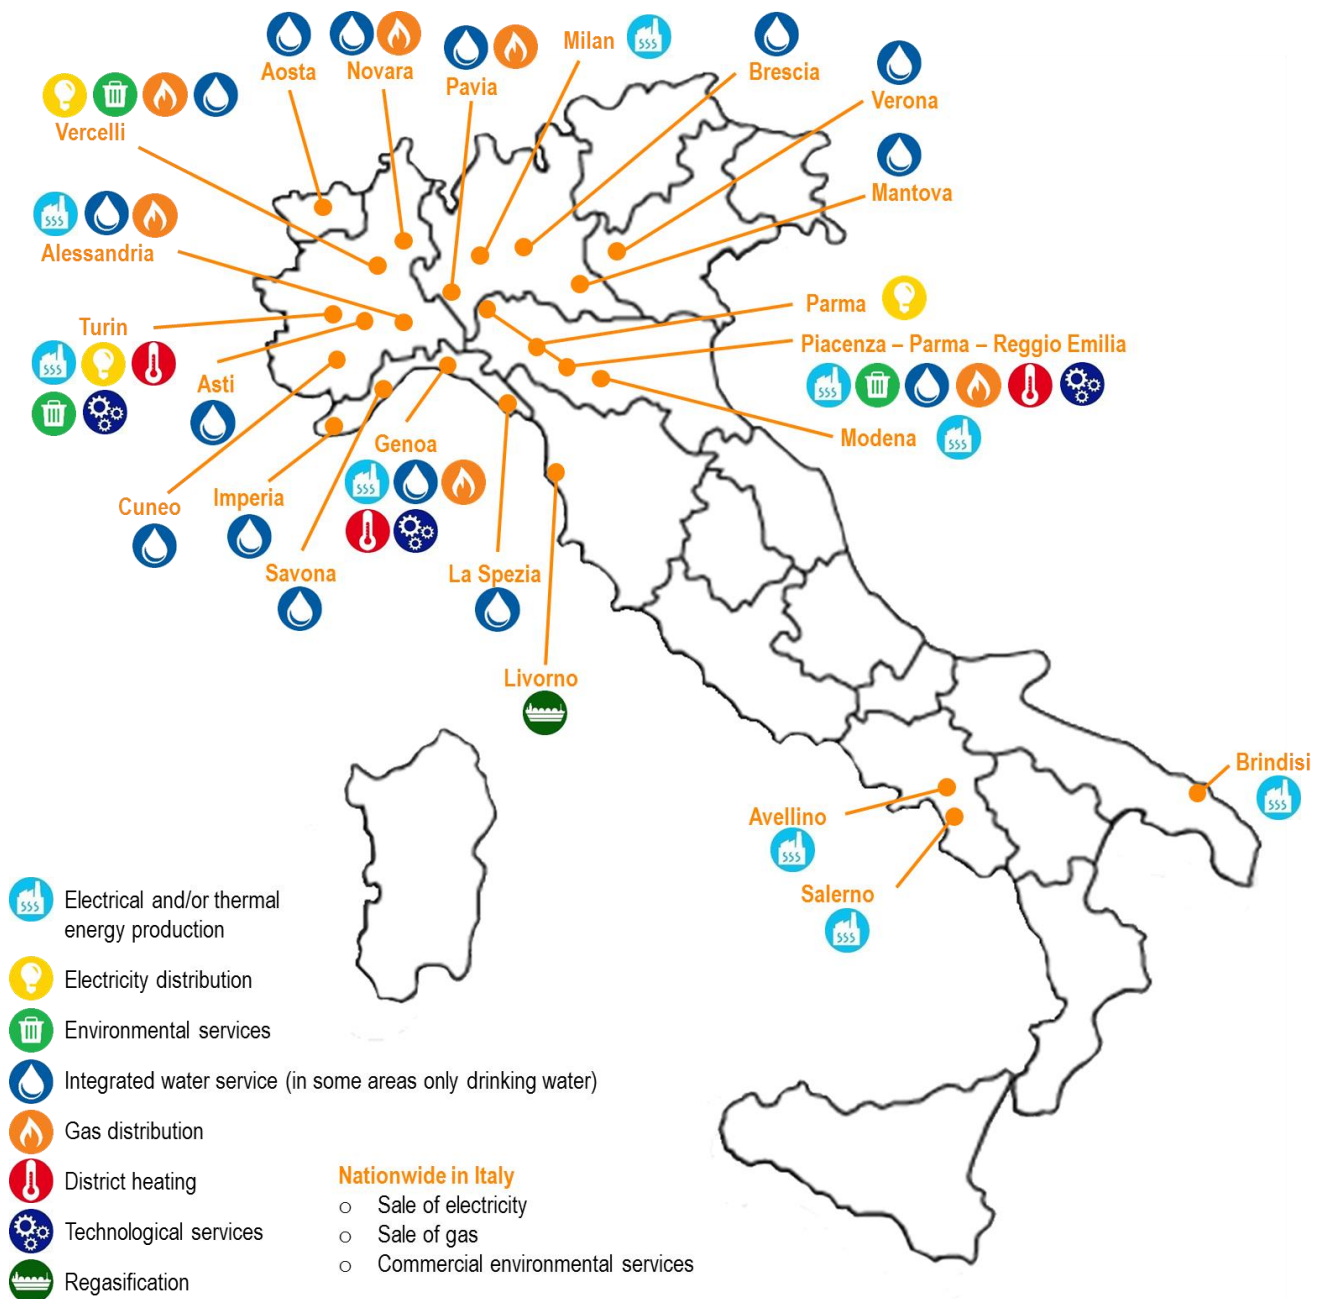 Aosta
Novara
Pavia
Milan
Brescia
Verona
Vercelli
Mantova
Alessandria
Parma
Turin
Piacenza – Parma – Reggio Emilia
Asti
Modena
Genoa
Cuneo
Imperia
Savona
La Spezia
Livorno
Brindisi
Avellino
Salerno
Electrical and/or thermal
energy production
Electricity distribution
Environmental services
Integrated water service (in some areas only drinking water)
Gas distribution
District heating
Technological services
Regasification
Nationwide in Italy
o Sale of electricity
o Sale of gas
o Commercial environmental services